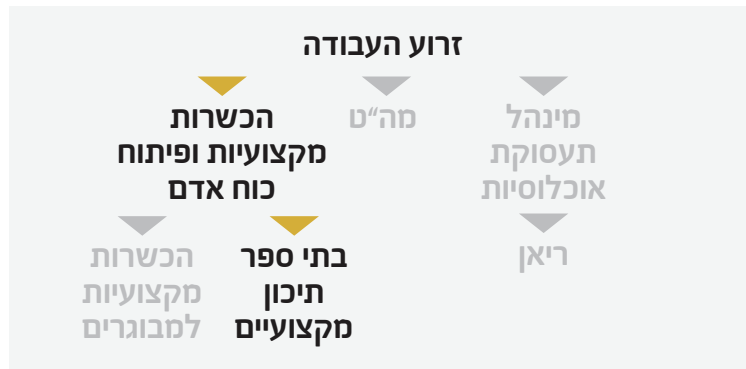 זרוע העבודה
מינהל
תעסוקת
אוכלוסיות
מה"ט
הכשרות
מקצועיות ופיתוח
כוח אדם
ריאן
בתי ספר
תיכון
מקצועיים
הכשרות
מקצועיות
למבוגרים